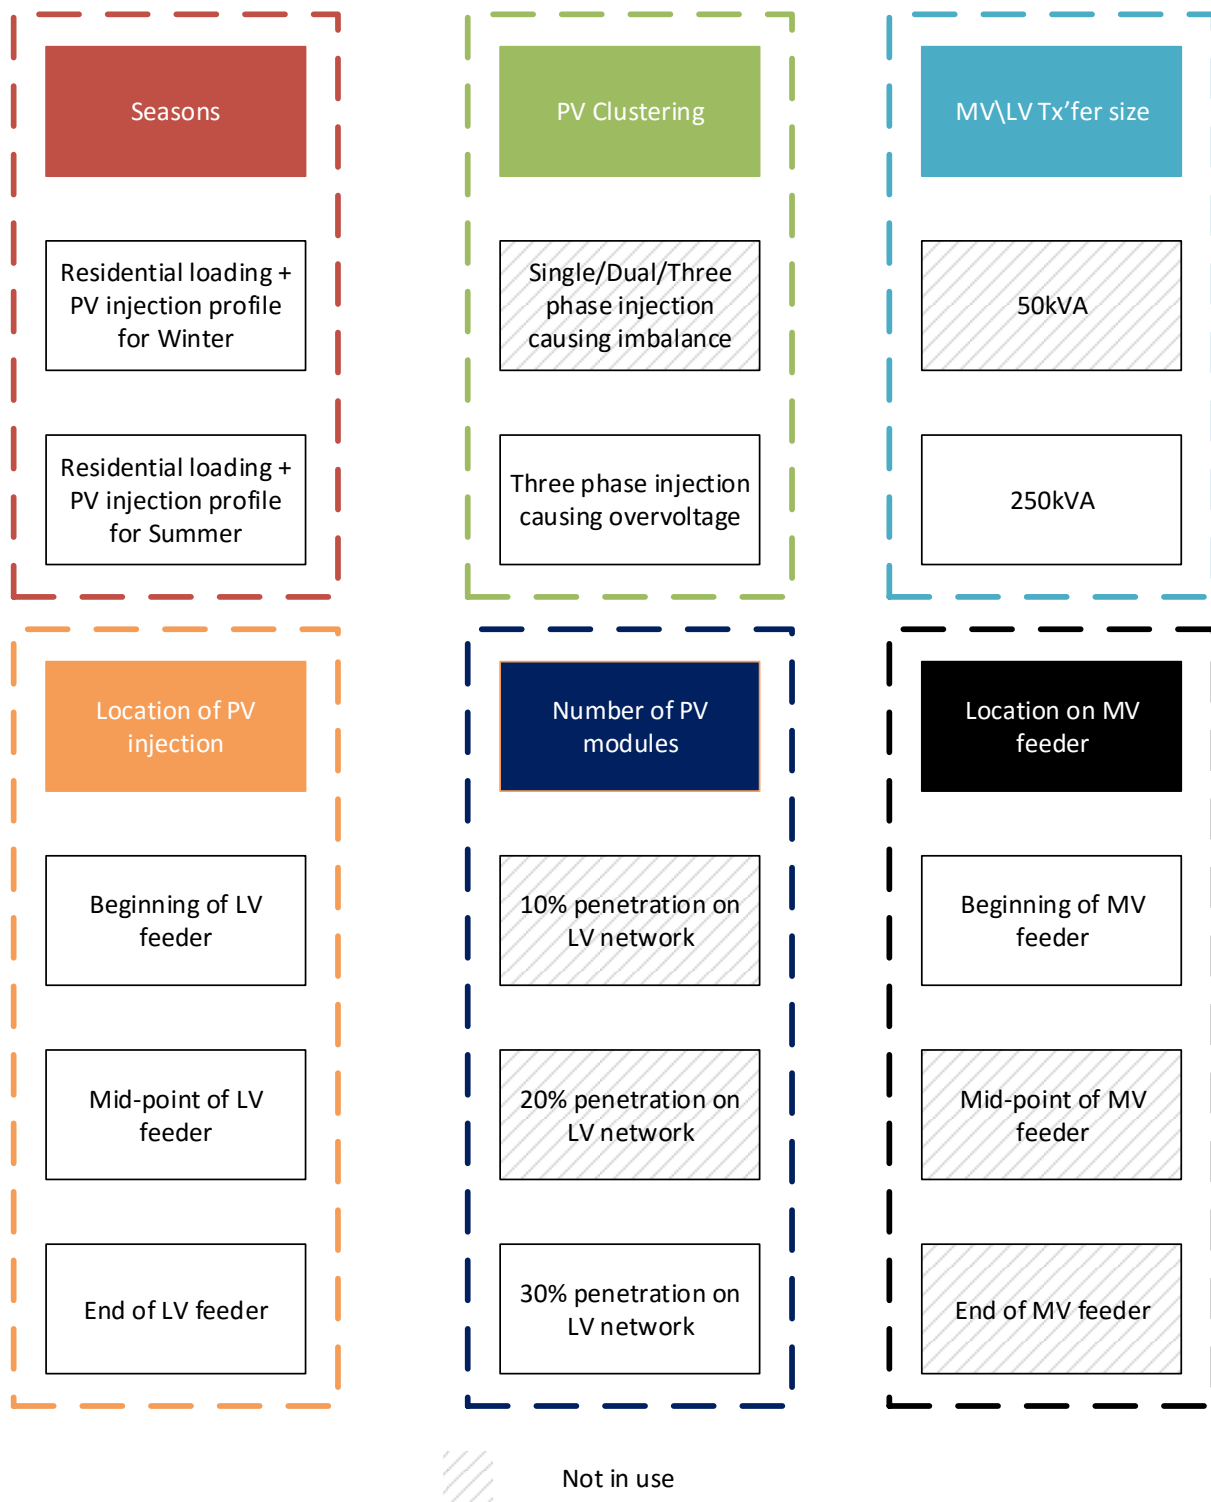 Seasons
Residential loading +
PV injection profile
for Winter
Residential loading +
PV injection profile
for Summer
PV Clustering
Single/Dual/Three
phase injection
causing imbalance
Three phase injection
causing overvoltage
MV\LV Tx’fer size
50kVA
250kVA
Location of PV
injection
Beginning of LV
feeder
Mid-point of LV
feeder
End of LV feeder
Number of PV
modules
10% penetration on
LV network
20% penetration on
LV network
30% penetration on
LV network
Location on MV
feeder
Beginning of MV
feeder
Mid-point of MV
feeder
End of MV feeder
Not in use